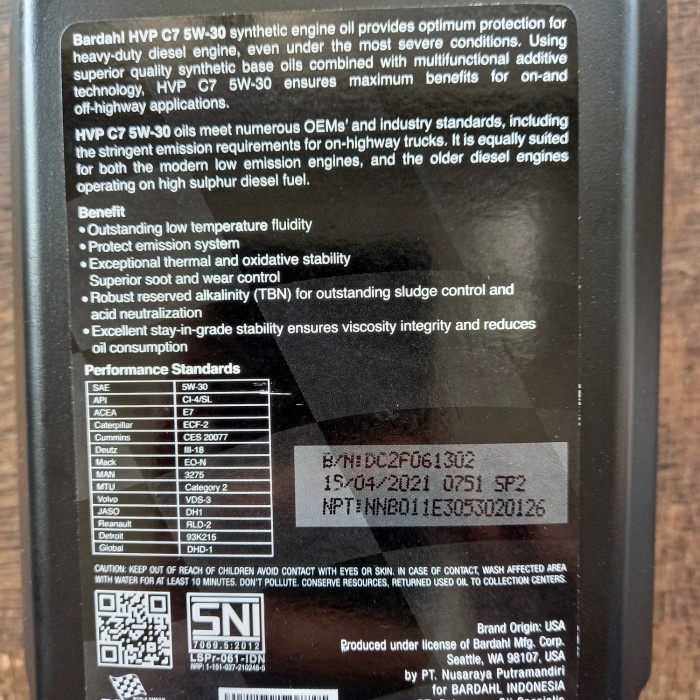 Bardahl HVP C7 5W-30 synthetic engine oil provides optimum protection for
heavy-duty diesel engine, even under the most severe conditions. Using
superior quality synthetic base oils combined with multifunctional additive
technology, HVP C7 5W-30 ensures maximum benefits for on-and
off-highway applications.
HVP C7 5W-30 oils meet numerous OEMs' and industry standards, including
the stringent emission requirements for on-highway trucks. It is equally suited
for both the modern low emission engines, and the older diesel engines
operating on high sulphur diesel fuel.
Benefit
• Outstanding low temperature fluidity
• Protect emission system
• Exceptional thermal and oxidative stability
Superior soot and wear control
• Robust reserved alkalinity (TBN) for outstanding sludge control and
acid neutralization
• Excellent stay-in-grade stability ensures viscosity integrity and reduces
oil consumption
Performance Standards
SAE 5W-30
API CI-4/SL
ACEA E7
Caterpillar ECF-2
Cummins CES 20077
Deutz III-18
Mack EO-N
MAN 3275
MTU Category 2
Volvo VDS-3
JASO DH1
Reanault RLD-2
Detroit 93K215
Global DHD-1
B/N:DC2F061302
15/04/2021 0751 SP2
NPT:NNB011E3053020126
CAUTION: KEEP OUT OF REACH OF CHILDREN AVOID CONTACT WITH EYES OR SKIN. IN CASE OF CONTACT, WASH AFFECTED AREA
WITH WATER FOR AT LEAST 10 MINUTES. DON'T POLLUTE. CONSERVE RESOURCES, RETURNED USED OIL TO COLLECTION CENTERS.
SNI
7069.5:2012
LSPr-061-IDN
NRP: 1-151-027-210248-6
Brand Origin: USA
Produced under license of Bardahl Mfg. Corp.
Seattle, WA 98107, USA
by PT. Nusaraya Putramandiri
for BARDAHL INDONESIA